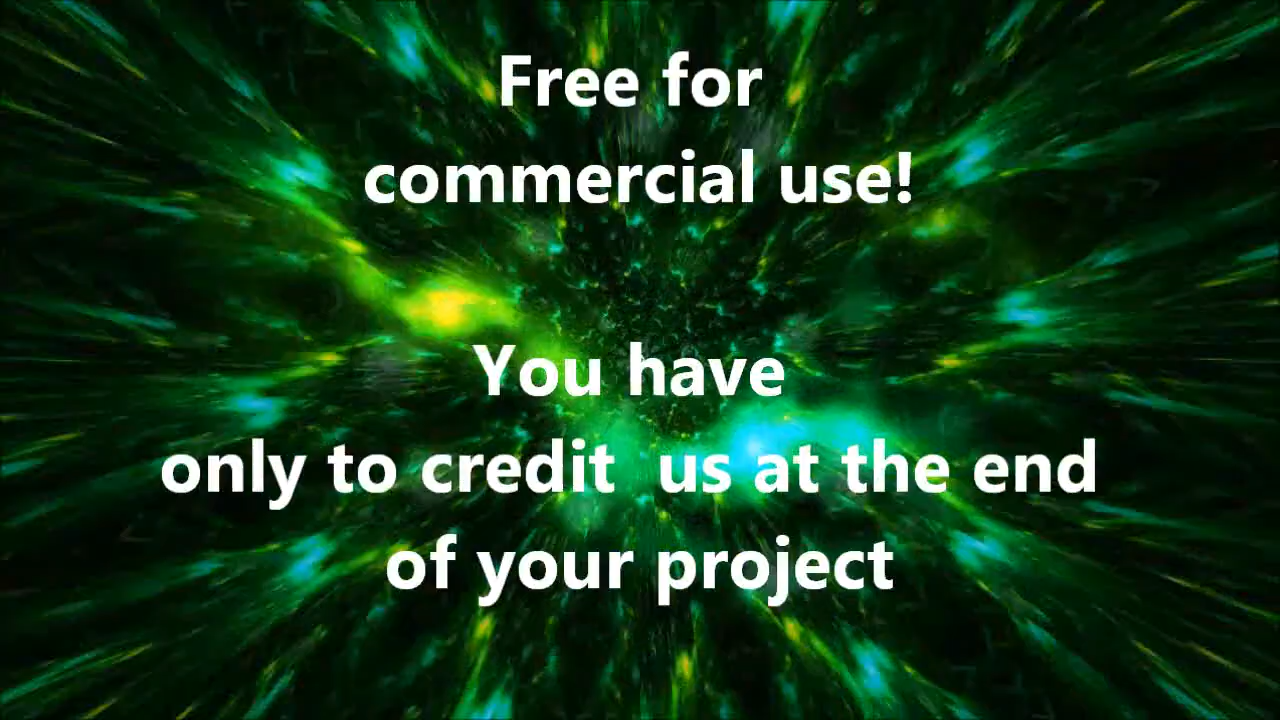 Free for
commercial use!
You have
only to credit  us at the end
of your project